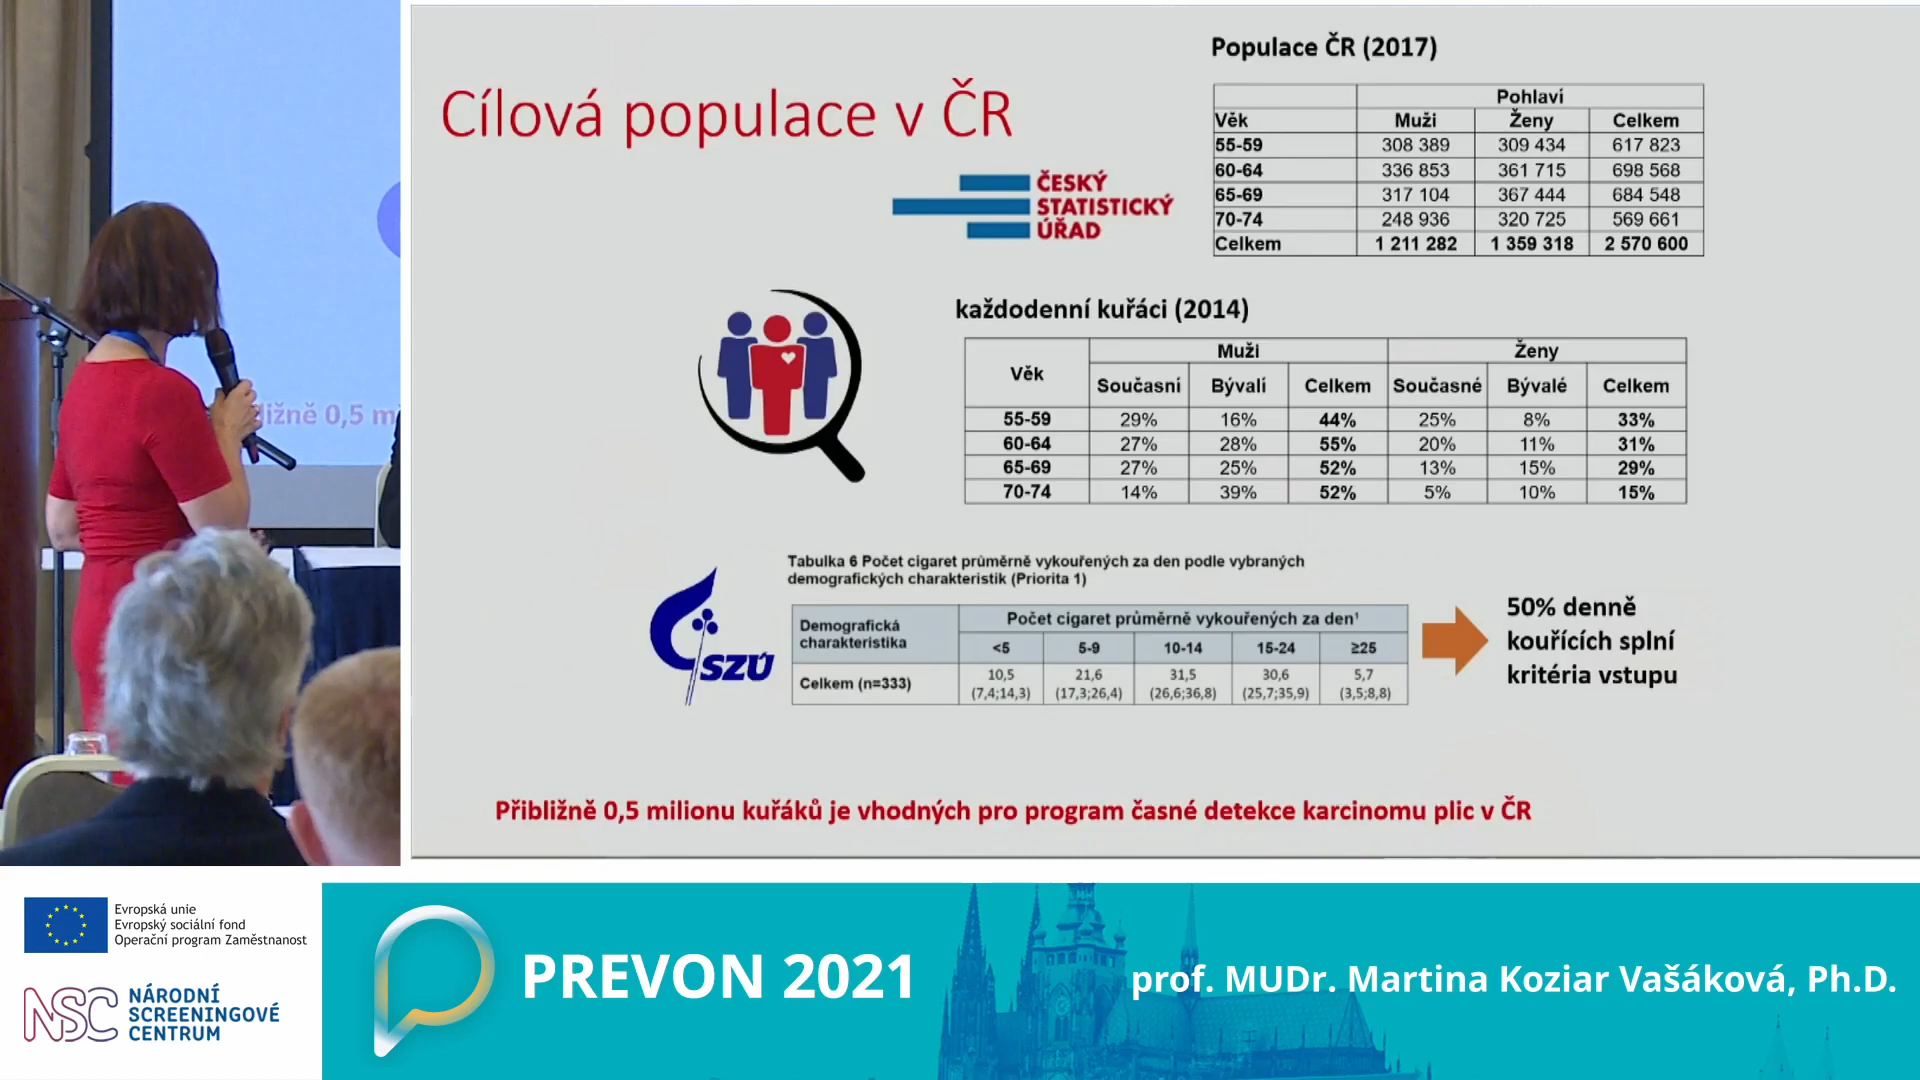 Cílová populace v ČR
ČESKÝ
STATISTICKÝ
ÚŘAD
Populace ČR (2017)
Pohlaví
Věk Muži Ženy Celkem
55-59 308 389 309 434 617 823
60-64 336 853 361 715 698 568
65-69 317 104 367 444 684 548
70-74 248 936 320 725 569 661
Celkem 1 211 282 1 359 318 2 570 600
každodenní kuřáci (2014)
Věk Muži Ženy
Současní Bývalí Celkem Současné Bývalé Celkem
55-59 29% 16% 44% 25% 8% 33%
60-64 27% 28% 55% 20% 11% 31%
65-69 27% 25% 52% 13% 15% 29%
70-74 14% 39% 52% 5% 10% 15%
Tabulka 6 Počet cigaret průměrně vykouřených za den podle vybraných
demografických charakteristik (Priorita 1)
SZÚ
Demografická
charakteristika
Počet cigaret průměrně vykouřených za den¹
<5 5-9 10-14 15-24 ≥25
Celkem (n=333) 10,5 21,6 31,5 30,6 5,7
(7,4;14,3) (17,3;26,4) (26,6;36,8) (25,7;35,9) (3,5;8,8)
50% denně
kouřících splní
kritéria vstupu
Přibližně 0,5 milionu kuřáků je vhodných pro program časné detekce karcinomu plic v ČR
ližně 0,5 m
Evropská unie
Evropský sociální fond
Operační program Zaměstnanost
NSC
NÁRODNÍ
SCREENINGOVÉ
CENTRUM
PREVON 2021
prof. MUDr. Martina Koziar Vašáková, Ph.D.